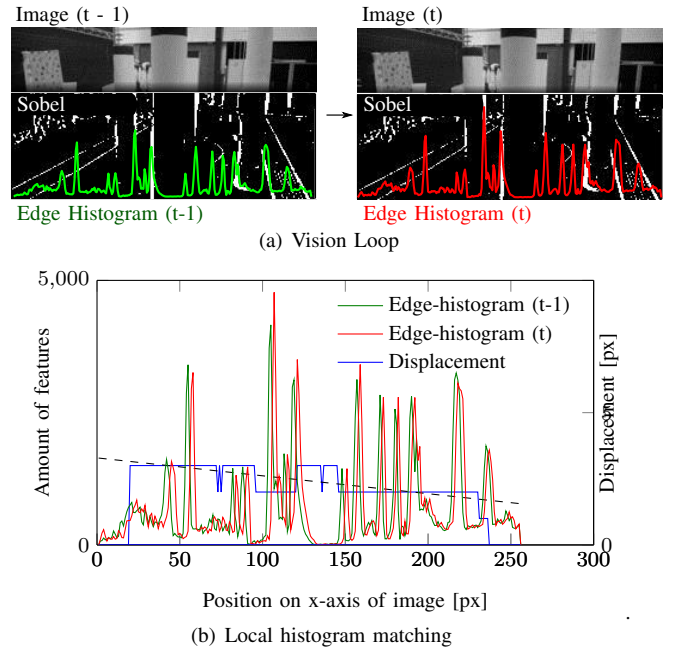 Image (t - 1)
Image (t)
Sobel
Sobel
Edge Histogram (t-1)
Edge Histogram (t)
(a) Vision Loop
5,000
0
Amount of features
Edge-histogram (t-1)
Edge-histogram (t)
Displacement
Displacement [px]
5
0
0
50
100
150
200
250
300
Position on x-axis of image [px]
.
(b) Local histogram matching